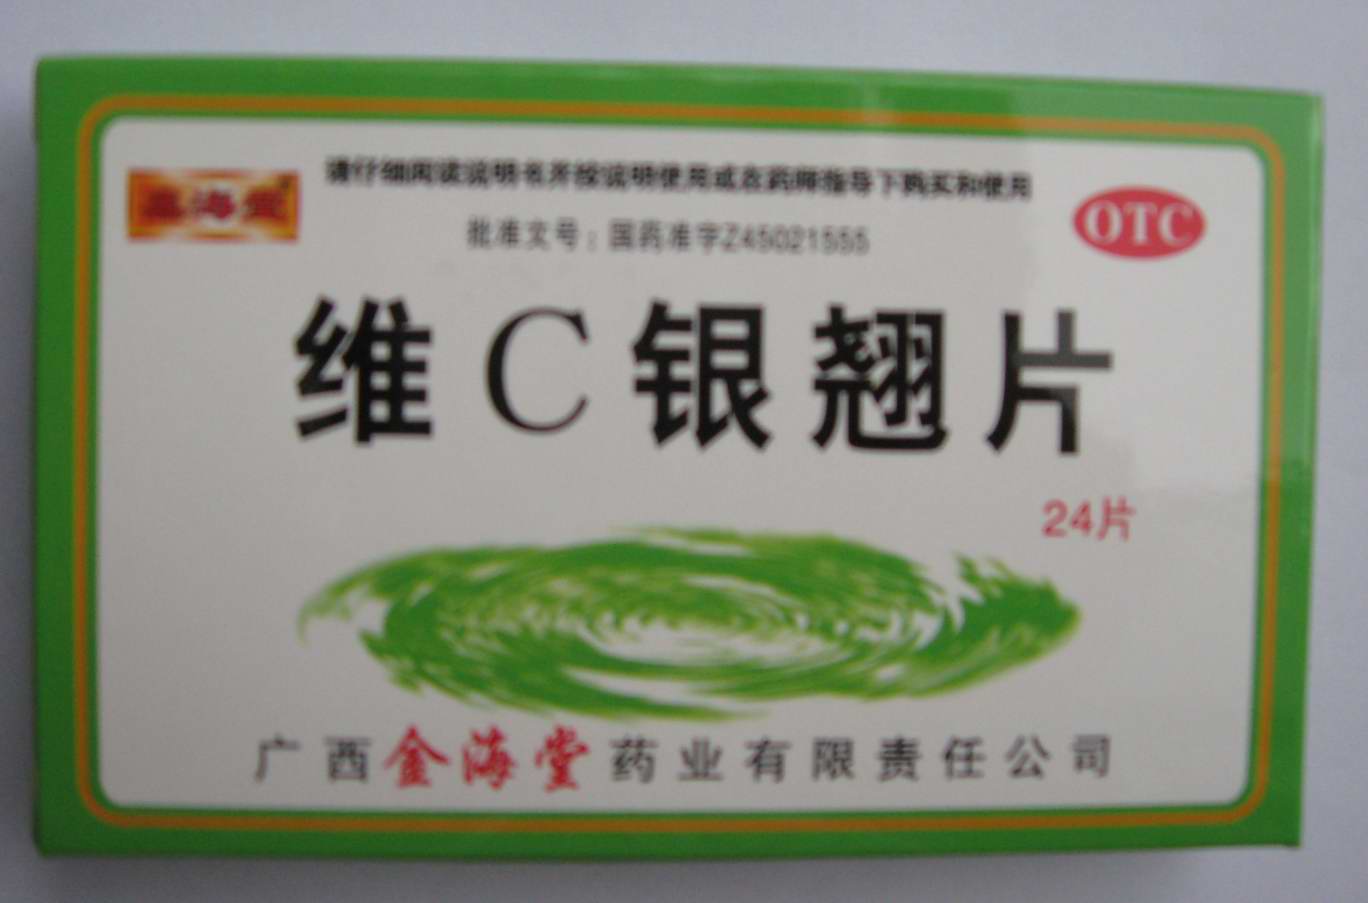 请仔细阅读说明书并按说明使用或在药师指导下购买和使用
金海堂
OTC
批准文号：国药准字Z45021555
维C银翘片
24片
广西金海堂药业有限责任公司